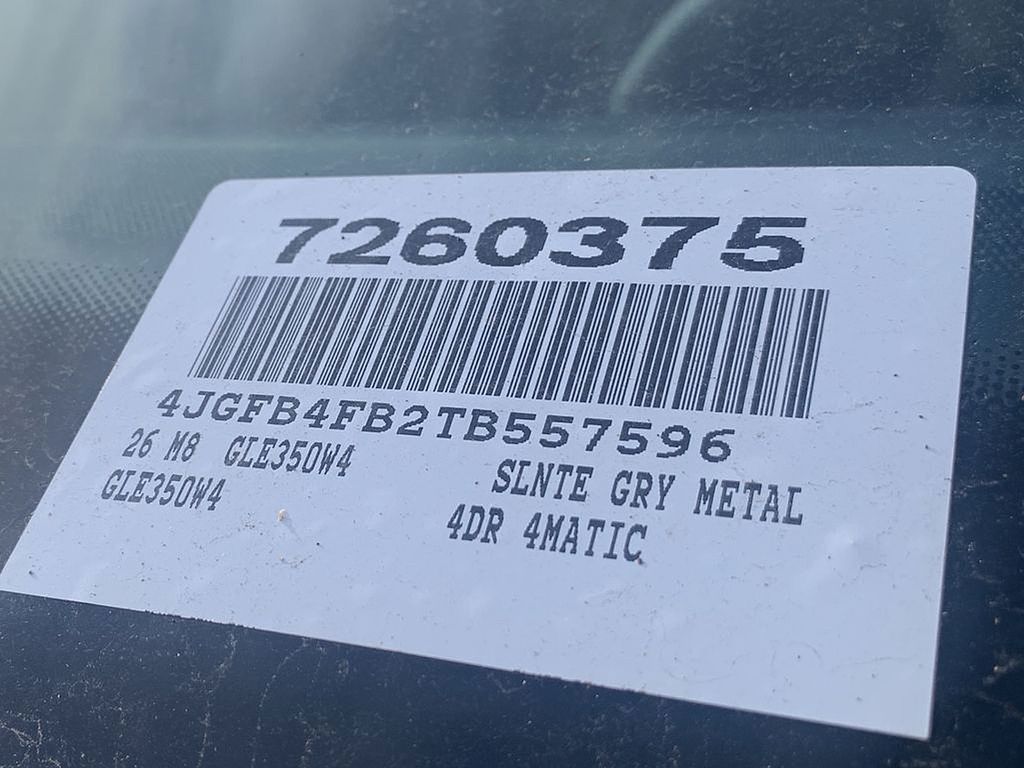 7260375
4JGFB4FB2TB557596
26 M8 GLE350W4 SLNTE GRY METAL
GLE350W4 4DR 4MATIC